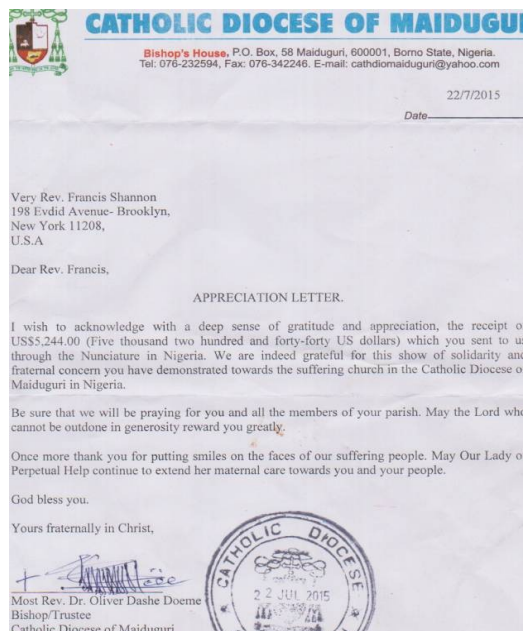 CATHOLIC DIOCESE OF MAIDUGU
Bishop's House, P.O. Box, 58 Maiduguri, 600001, Borno State, Nigeria.
Tel: 076-232594, Fax: 076-342246. E-mail: cathdiomaiduguri@yahoo.com
22/7/2015
Date
Very Rev. Francis Shannon
198 Evdid Avenue- Brooklyn,
New York 11208,
U.S.A
Dear Rev. Francis,
APPRECIATION LETTER.
I wish to acknowledge with a deep sense of gratitude and appreciation, the receipt o
US$5,244.00 (Five thousand two hundred and forty-forty US dollars) which you sent to u
through the Nunciature in Nigeria. We are indeed grateful for this show of solidarity and
fraternal concern you have demonstrated towards the suffering church in the Catholic Diocese o
Maiduguri in Nigeria.
Be sure that we will be praying for you and all the members of your parish. May the Lord who
cannot be outdone in generosity reward you greatly.
Once more thank you for putting smiles on the faces of our suffering people. May Our Lady o
Perpetual Help continue to extend her maternal care towards you and your people.
God bless you.
Yours fraternally in Christ,
CATHOLIC DIOCESE
22 JUL 2015
Most Rev. Dr. Oliver Dashe Doeme
Bishop/Trustee
Catholic Diocese of Maiduguri